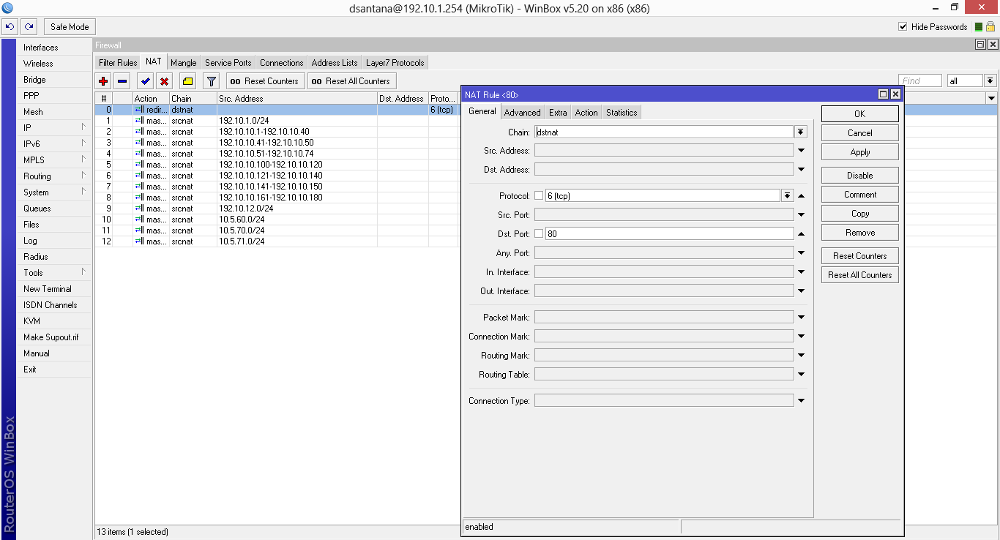 dsantana@192.10.1.254 (MikroTik) - WinBox v5.20 on x86 (x86)
Safe Mode
Hide Passwords
RouterOS WinBox
Interfaces
Wireless
Bridge
PPP
Mesh
IP
IPv6
MPLS
Routing
System
Queues
Files
Log
Radius
Tools
New Terminal
ISDN Channels
KVM
Make Supout.rif
Manual
Exit
Firewall
Filter Rules NAT Mangle Service Ports Connections Address Lists Layer7 Protocols
00 Reset Counters 00 Reset All Counters Find all
# Action Chain Src. Address Dst. Address Proto...
0 redir... dstnat 6 (tcp)
1 mas... srcnat 192.10.1.0/24
2 mas... srcnat 192.10.10.1-192.10.10.40
3 mas... srcnat 192.10.10.41-192.10.10.50
4 mas... srcnat 192.10.10.51-192.10.10.74
5 mas... srcnat 192.10.10.100-192.10.10.120
6 mas... srcnat 192.10.10.121-192.10.10.140
7 mas... srcnat 192.10.10.141-192.10.10.150
8 mas... srcnat 192.10.10.161-192.10.10.180
9 mas... srcnat 192.10.12.0/24
10 mas... srcnat 10.5.60.0/24
11 mas... srcnat 10.5.70.0/24
12 mas... srcnat 10.5.71.0/24
13 items (1 selected)
NAT Rule <80>
General Advanced Extra Action Statistics
Chain: dstnat
Src. Address:
Dst. Address:
Protocol: 6 (tcp)
Src. Port:
Dst. Port: 80
Any. Port:
In. Interface:
Out. Interface:
Packet Mark:
Connection Mark:
Routing Mark:
Routing Table:
Connection Type:
OK
Cancel
Apply
Disable
Comment
Copy
Remove
Reset Counters
Reset All Counters
enabled